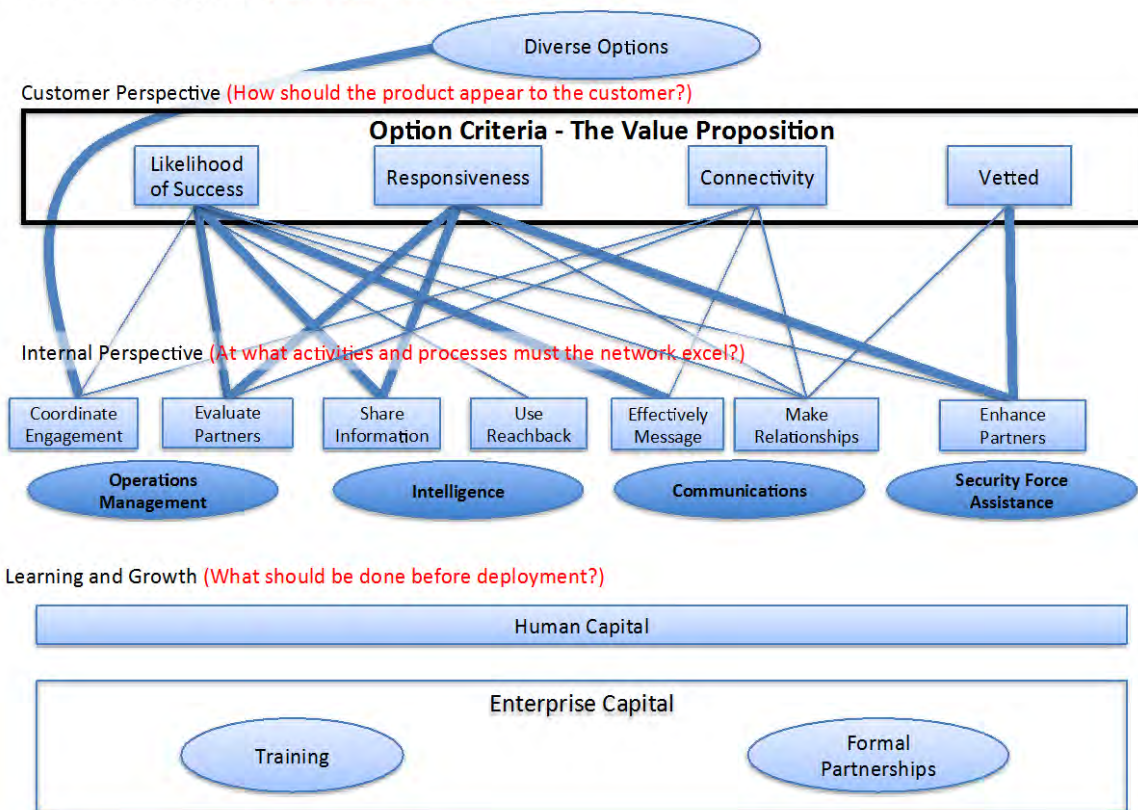 Diverse Options
Customer Perspective (How should the product appear to the customer?)
Option Criteria - The Value Proposition
Likelihood
of Success
Responsiveness
Connectivity
Vetted
Internal Perspective (At what activities and processes must the network excel?)
Coordinate
Engagement
Evaluate
Partners
Share
Information
Use
Reachback
Effectively
Message
Make
Relationships
Enhance
Partners
Operations
Management
Intelligence
Communications
Security Force
Assistance
Learning and Growth (What should be done before deployment?)
Human Capital
Enterprise Capital
Training
Formal
Partnerships